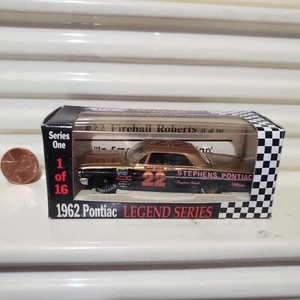 Series
One
1
of
16
22 Fireball Roberts
22
STEPHENS PONTIAC
1962 Pontiac LEGEND SERIES